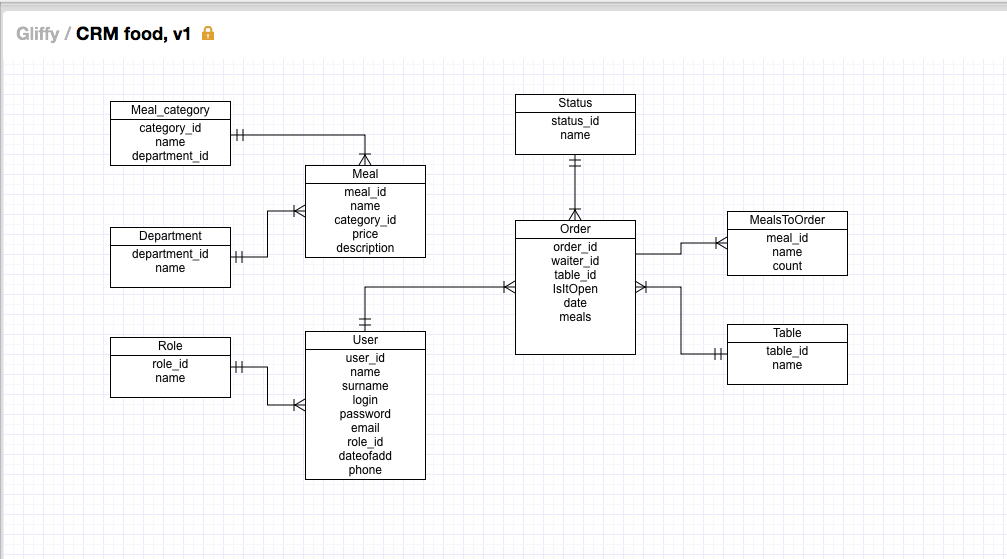 Gliffy / CRM food, v1
Meal_category
category_id
name
department_id
Status
status_id
name
Meal
meal_id
name
category_id
price
description
Department
department_id
name
Order
order_id
waiter_id
table_id
IsItOpen
date
meals
MealsToOrder
meal_id
name
count
Role
role_id
name
User
user_id
name
surname
login
password
email
role_id
dateofadd
phone
Table
table_id
name